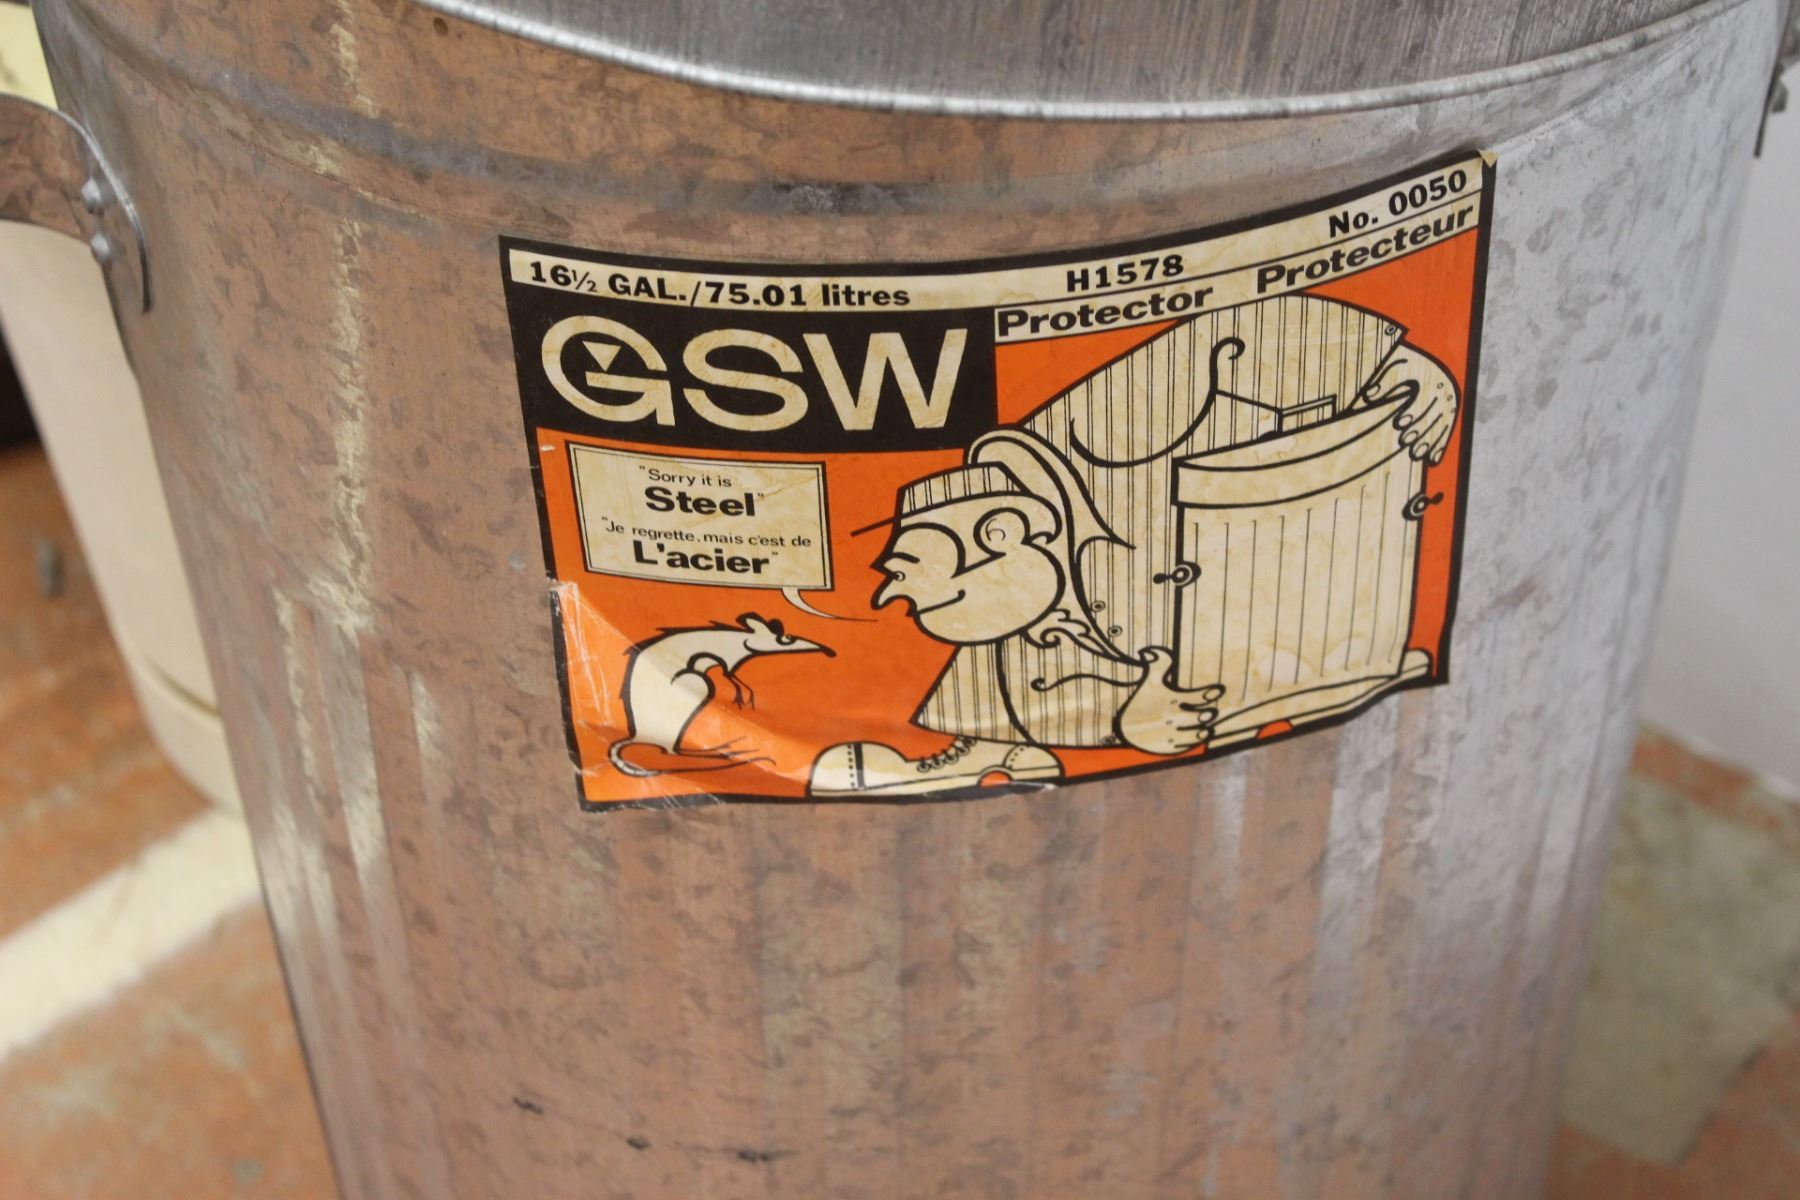 16½ GAL./75.01 litres H1578 No. 0050
GSW
Protector Protecteur
"Sorry it is
Steel"
"Je regrette, mais c'est de
L'acier"